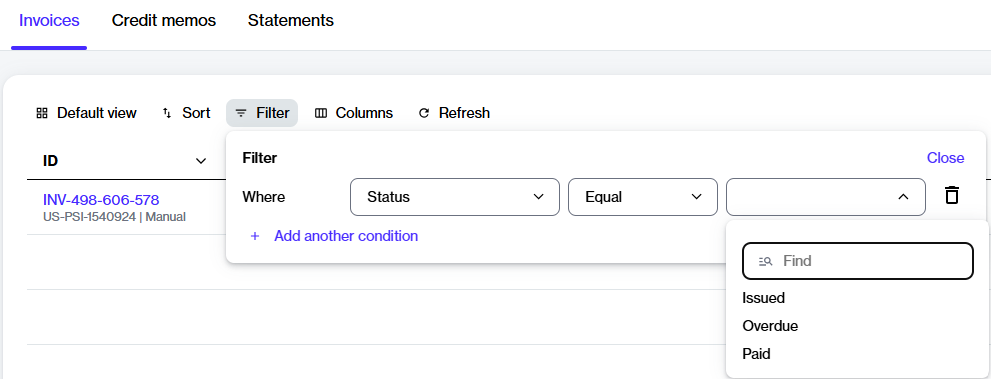 Invoices Credit memos Statements
Default view Sort Filter Columns Refresh
ID
Filter Close
INV-498-606-578
US-PSI-1540924 | Manual
Where Status Equal
+ Add another condition
Find
Issued
Overdue
Paid